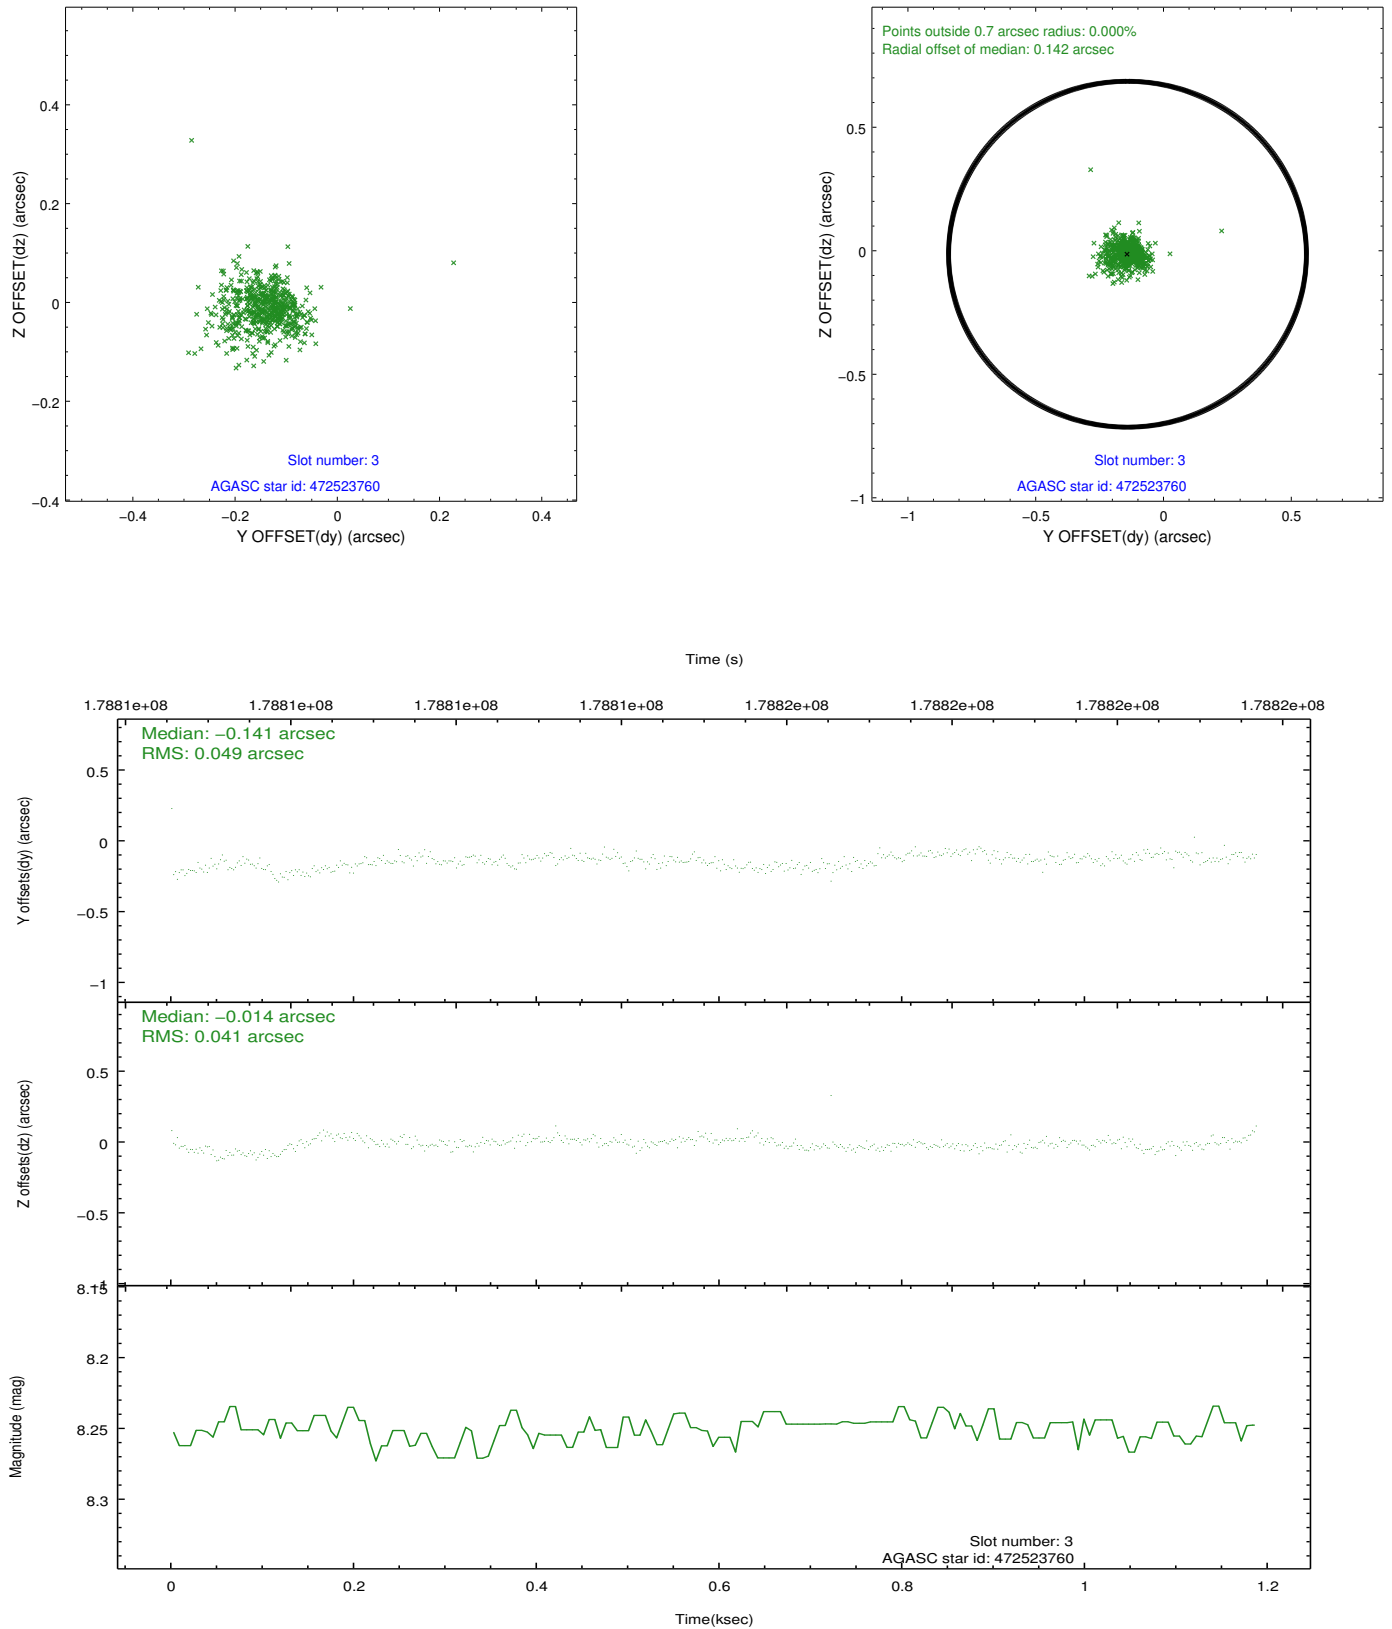 0.4
0.2
0
−0.2
−0.4
Z OFFSET(dz) (arcsec)
Slot number: 3
AGASC star id: 472523760
−0.4 −0.2 0 0.2 0.4
Y OFFSET(dy) (arcsec)
Points outside 0.7 arcsec radius: 0.000%
Radial offset of median: 0.142 arcsec
0.5
0
−0.5
−1
Z OFFSET(dz) (arcsec)
Slot number: 3
AGASC star id: 472523760
−1 −0.5 0 0.5
Y OFFSET(dy) (arcsec)
Time (s)
1.7881e+08 1.7881e+08 1.7881e+08 1.7881e+08 1.7882e+08 1.7882e+08 1.7882e+08 1.7882e+08
Median: −0.141 arcsec
RMS: 0.049 arcsec
0.5
0
−0.5
−1
Y offsets(dy) (arcsec)
Median: −0.014 arcsec
RMS: 0.041 arcsec
0.5
0
−0.5
−1
Z offsets(dz) (arcsec)
8.15
8.2
8.25
8.3
Magnitude (mag)
Slot number: 3
AGASC star id: 472523760
0 0.2 0.4 0.6 0.8 1 1.2
Time(ksec)